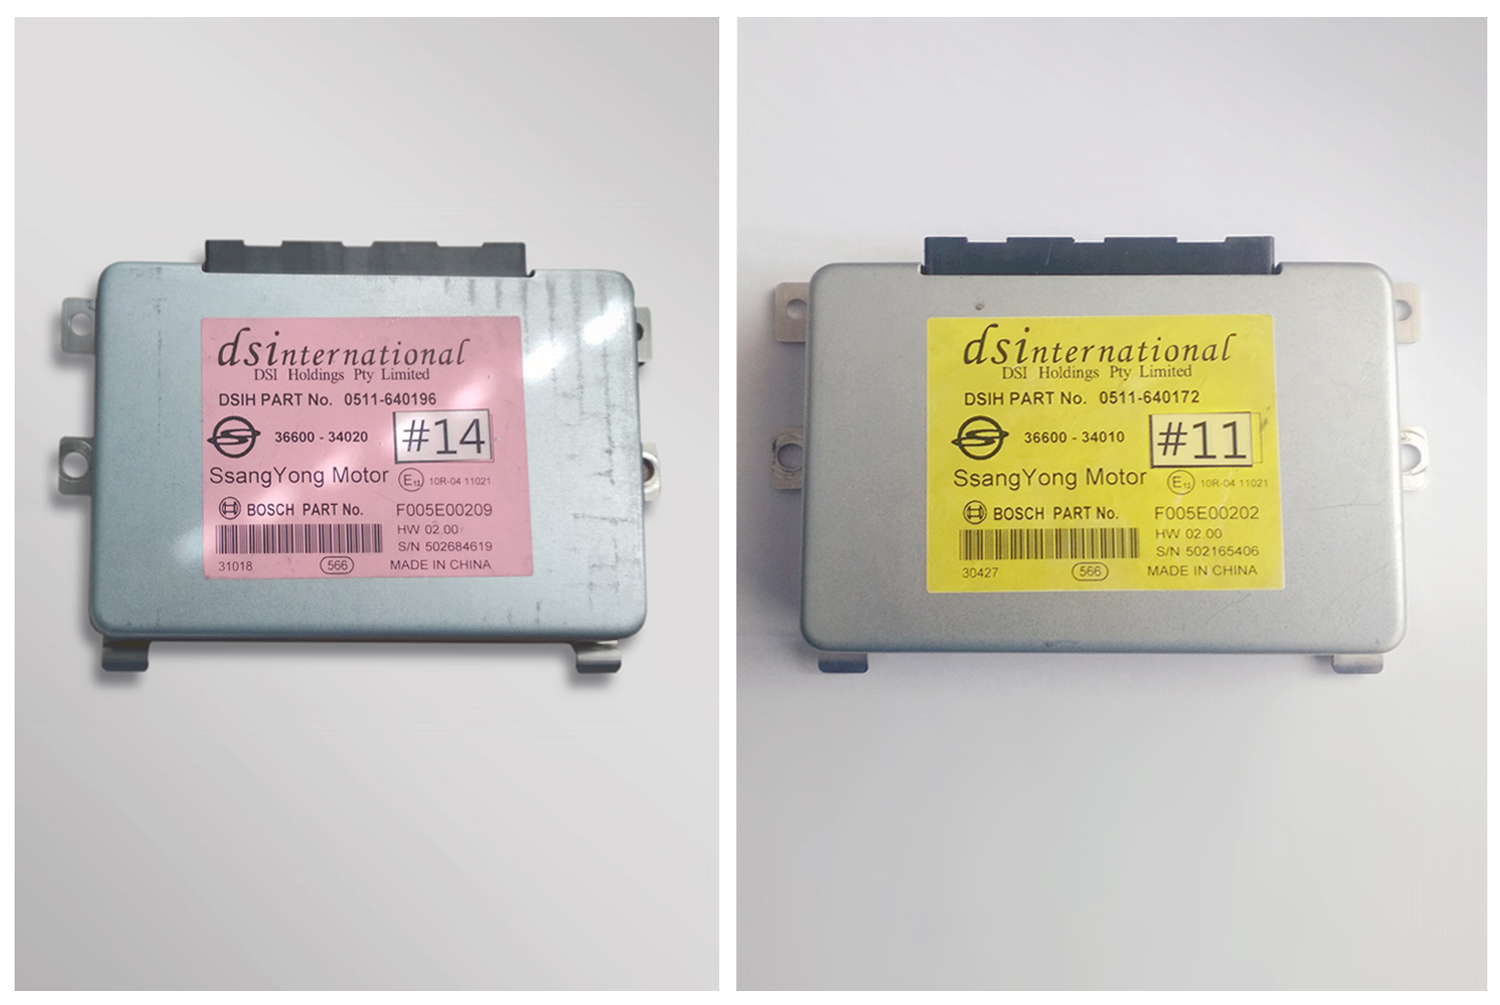 dsinternational
DSI Holdings Pty Limited
DSIH PART No. 0511-640196
36600 - 34020 #14
SsangYong Motor E13 10R-04 11021
BOSCH PART No. F005E00209
HW 02.00
S/N 502684619
31018 566 MADE IN CHINA
dsinternational
DSI Holdings Pty Limited
DSIH PART No. 0511-640172
36600 - 34010 #11
SsangYong Motor E13 10R-04 11021
BOSCH PART No. F005E00202
HW 02.00
S/N 502165406
30427 566 MADE IN CHINA